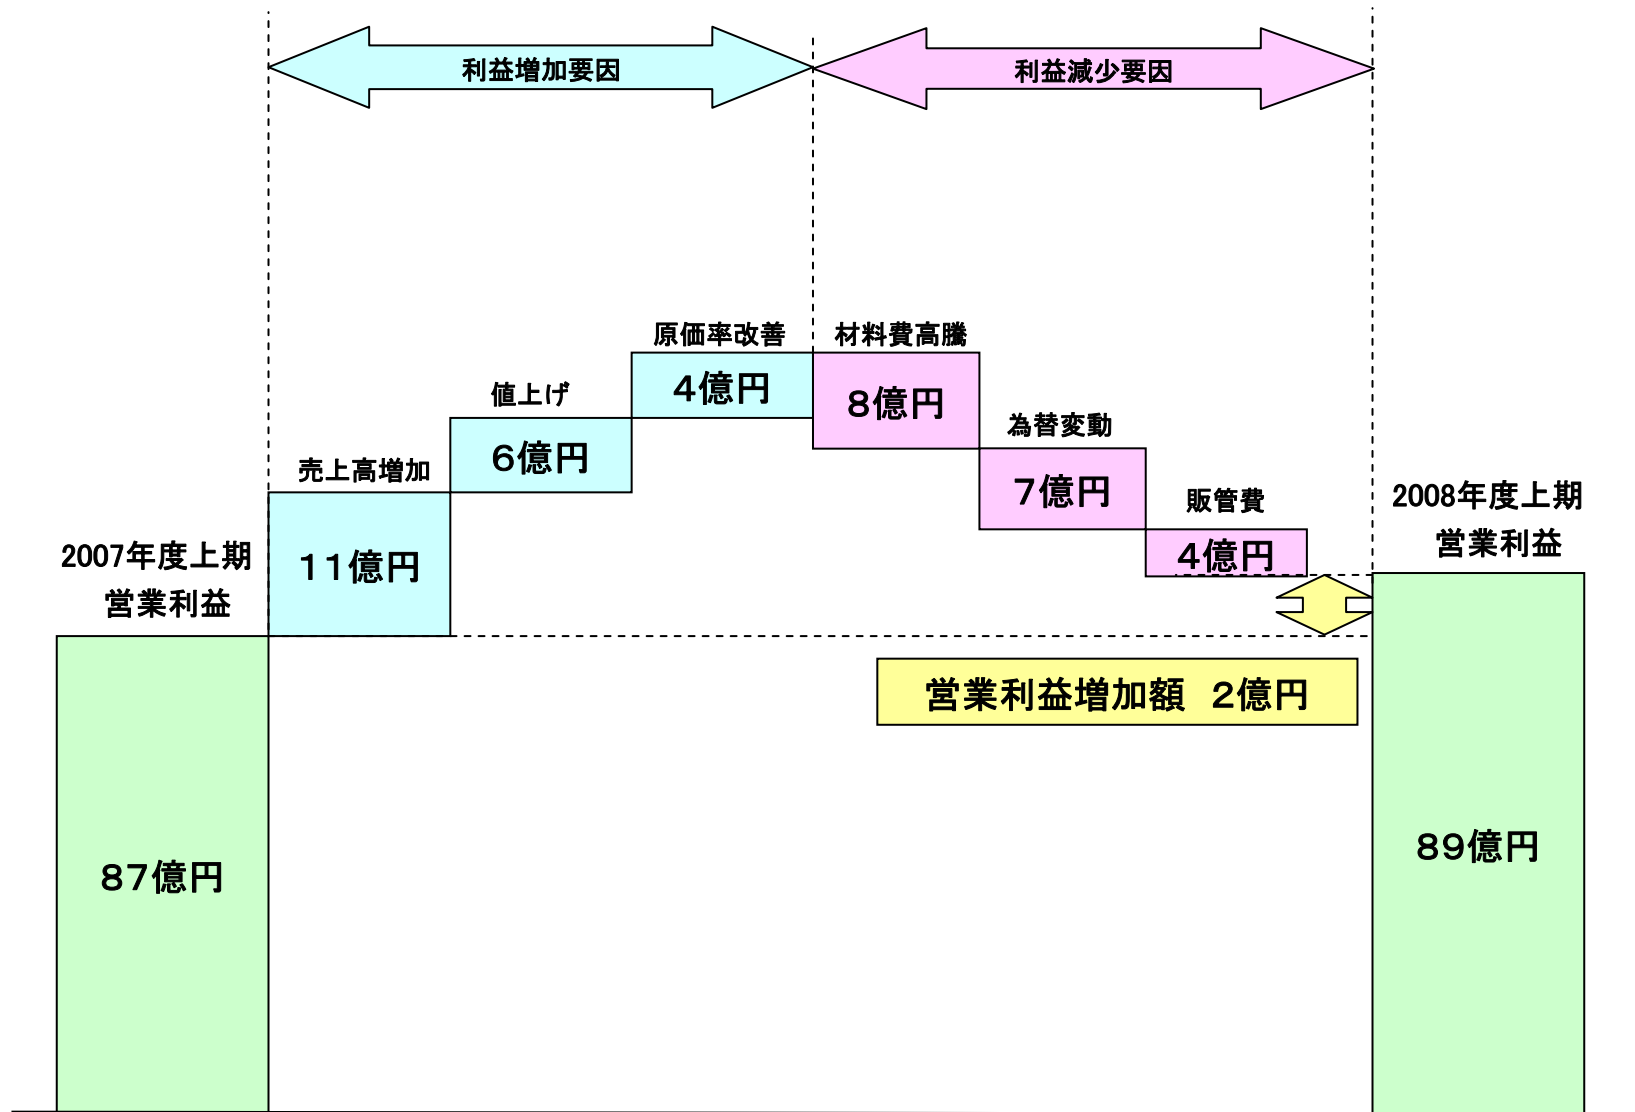 利益増加要因
利益減少要因
原価率改善
材料費高騰
4億円
8億円
値上げ
為替変動
6億円
7億円
売上高増加
販管費
11億円
4億円
2007年度上期
営業利益
2008年度上期
営業利益
営業利益増加額 2億円
87億円
89億円